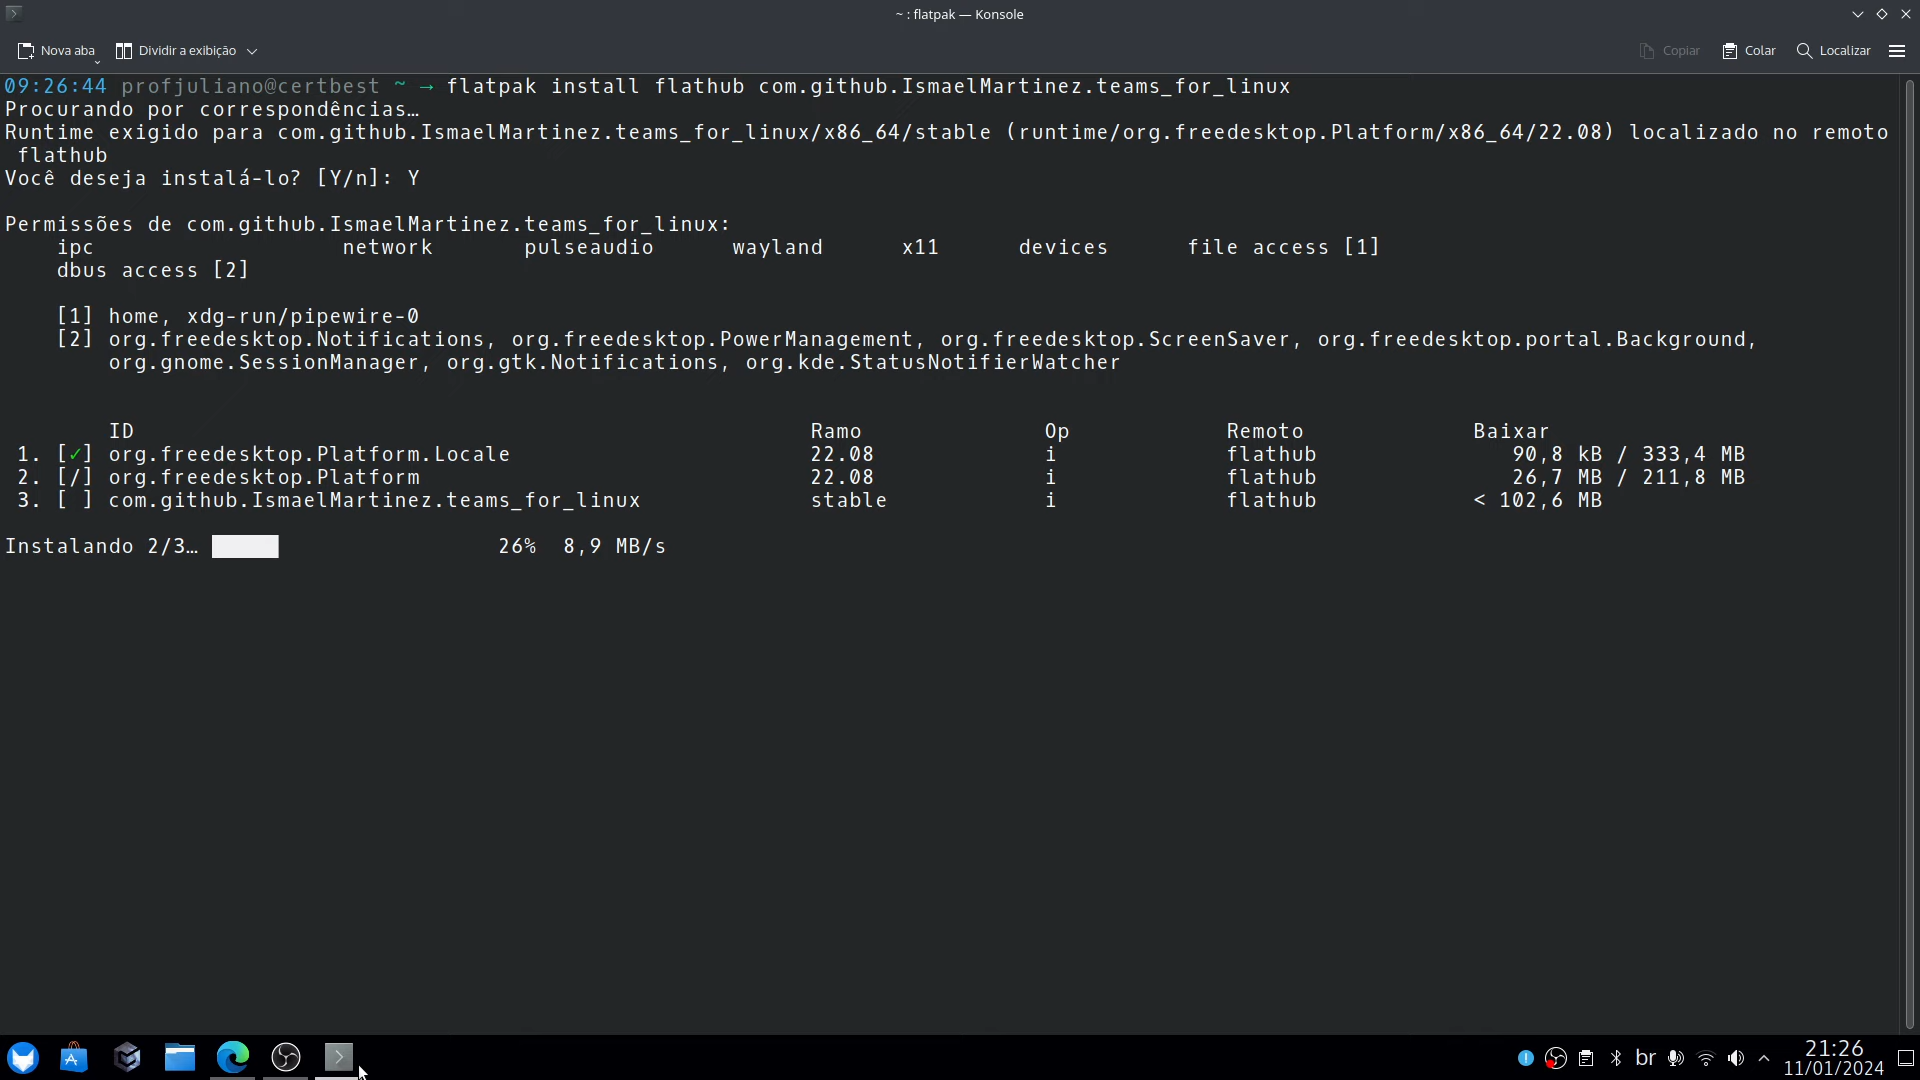 ~ : flatpak — Konsole
Nova aba
Dividir a exibição
Copiar
Colar
Localizar
09:26:44 profjuliano@certbest ~ → flatpak install flathub com.github.IsmaelMartinez.teams_for_linux
Procurando por correspondências…
Runtime exigido para com.github.IsmaelMartinez.teams_for_linux/x86_64/stable (runtime/org.freedesktop.Platform/x86_64/22.08) localizado no remoto
flathub
Você deseja instalá-lo? [Y/n]: Y
Permissões de com.github.IsmaelMartinez.teams_for_linux:
ipc network pulseaudio wayland x11 devices file access [1]
dbus access [2]
[1] home, xdg-run/pipewire-0
[2] org.freedesktop.Notifications, org.freedesktop.PowerManagement, org.freedesktop.ScreenSaver, org.freedesktop.portal.Background,
org.gnome.SessionManager, org.gtk.Notifications, org.kde.StatusNotifierWatcher
ID Ramo Op Remoto Baixar
1. [✓] org.freedesktop.Platform.Locale 22.08 i flathub 90,8 kB / 333,4 MB
2. [/] org.freedesktop.Platform 22.08 i flathub 26,7 MB / 211,8 MB
3. [ ] com.github.IsmaelMartinez.teams_for_linux stable i flathub < 102,6 MB
Instalando 2/3… 26% 8,9 MB/s
br
21:26
11/01/2024